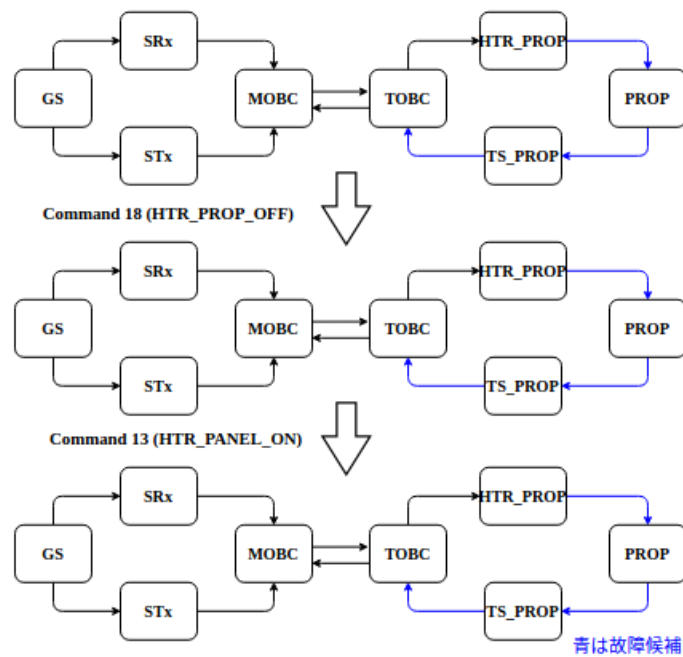 SRx
HTR_PROP
GS
MOBC
TOBC
PROP
STx
TS_PROP
Command 18 (HTR_PROP_OFF)
SRx
HTR_PROP
GS
MOBC
TOBC
PROP
STx
TS_PROP
Command 13 (HTR_PANEL_ON)
SRx
HTR_PROP
GS
MOBC
TOBC
PROP
STx
TS_PROP
青は故障候補